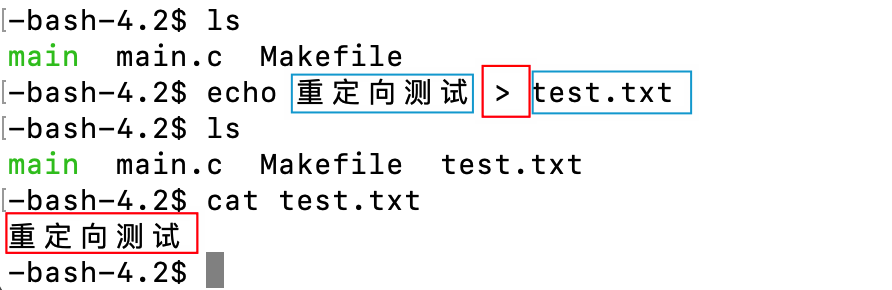 [-bash-4.2$ ls
main  main.c  Makefile
[-bash-4.2$ echo 重定向测试 > test.txt
[-bash-4.2$ ls
main  main.c  Makefile  test.txt
[-bash-4.2$ cat test.txt
重定向测试
-bash-4.2$